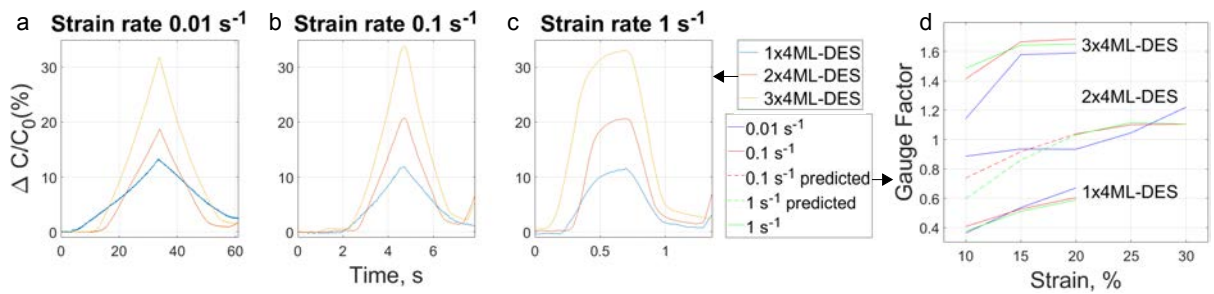 a
Strain rate 0.01 s⁻¹
b
Strain rate 0.1 s⁻¹
c
Strain rate 1 s⁻¹
d
Δ C/C₀(%)
30
20
10
0
0 20 40 60
30
20
10
0
0 2 4 6
30
20
10
0
0 0.5 1
Time, s
1x4ML-DES
2x4ML-DES
3x4ML-DES
0.01 s⁻¹
0.1 s⁻¹
0.1 s⁻¹ predicted
1 s⁻¹ predicted
1 s⁻¹
Gauge Factor
1.6
1.4
1.2
1
0.8
0.6
0.4
3x4ML-DES
2x4ML-DES
1x4ML-DES
10 15 20 25 30
Strain, %